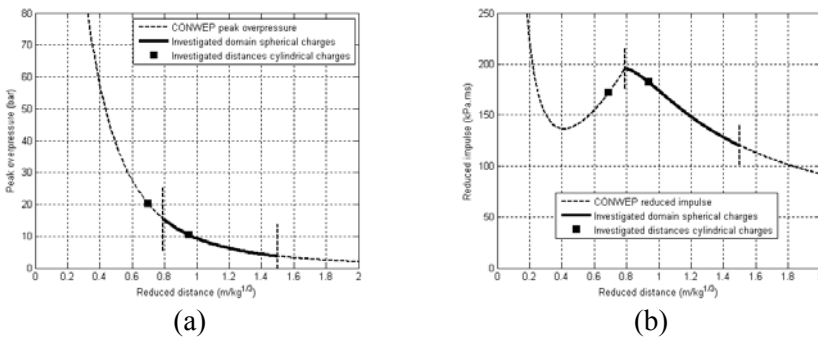 80
70
60
50
40
30
20
10
0
Peak overpressure (bar)
CONWEP peak overpressure
Investigated domain spherical charges
Investigated distances cylindrical charges
0 0.2 0.4 0.6 0.8 1 1.2 1.4 1.6 1.8 2
Reduced distance (m/kg^1/3)
(a)
250
200
150
100
50
0
Reduced impulse (kPa.ms)
CONWEP reduced impulse
Investigated domain spherical charges
Investigated distances cylindrical charges
0 0.2 0.4 0.6 0.8 1 1.2 1.4 1.6 1.8 2
Reduced distance (m/kg^1/3)
(b)